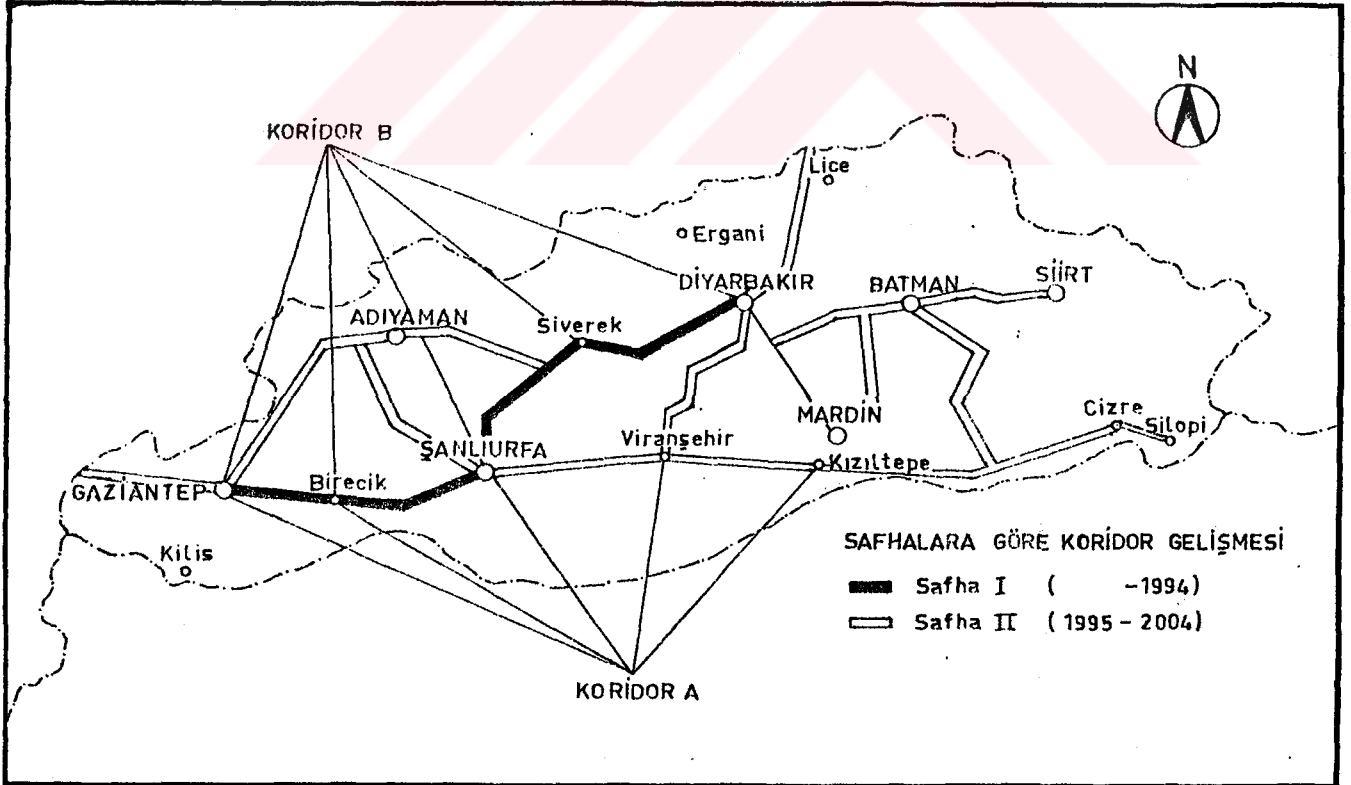 N
KORİDOR B
Lice
Ergani
DİYARBAKIR
BATMAN
SİİRT
ADIYAMAN
Siverek
MARDİN
Cizre
Silopi
ŞANLIURFA
Viranşehir
Kızıltepe
GAZİANTEP
Birecik
Kilis
SAFHALARA GÖRE KORİDOR GELİŞMESİ
Safha I ( -1994)
Safha II (1995 - 2004)
KORİDOR A